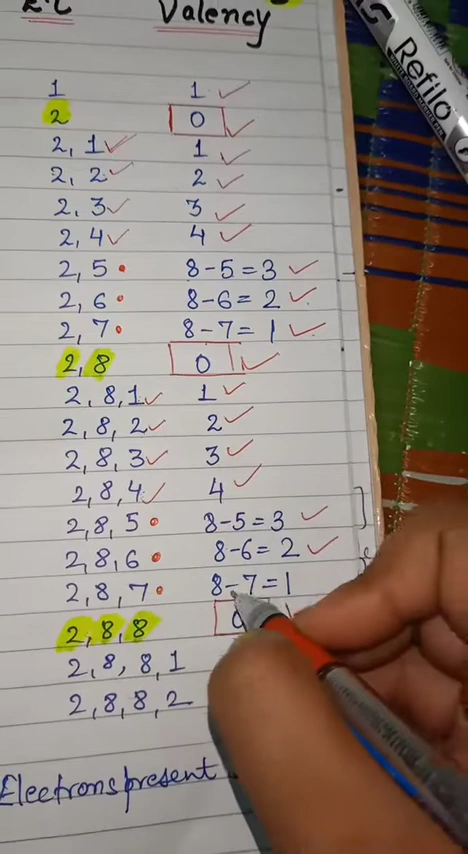 E.C Valency
Refilo
1 1 ✓
2 0 ✓
2, 1 ✓ 1 ✓
2, 2 ✓ 2 ✓
2, 3 ✓ 3 ✓
2, 4 ✓ 4 ✓
2, 5 • 8-5=3 ✓
2, 6 • 8-6=2 ✓
2, 7 • 8-7=1 ✓
2, 8 0 ✓
2, 8, 1 ✓ 1 ✓
2, 8, 2 ✓ 2 ✓
2, 8, 3 ✓ 3 ✓
2, 8, 4 ✓ 4 ✓
2, 8, 5 • 8-5=3 ✓
2, 8, 6 • 8-6=2 ✓
2, 8, 7 • 8-7=1
2, 8, 8 0
2, 8, 8, 1
2, 8, 8, 2
Electrons present